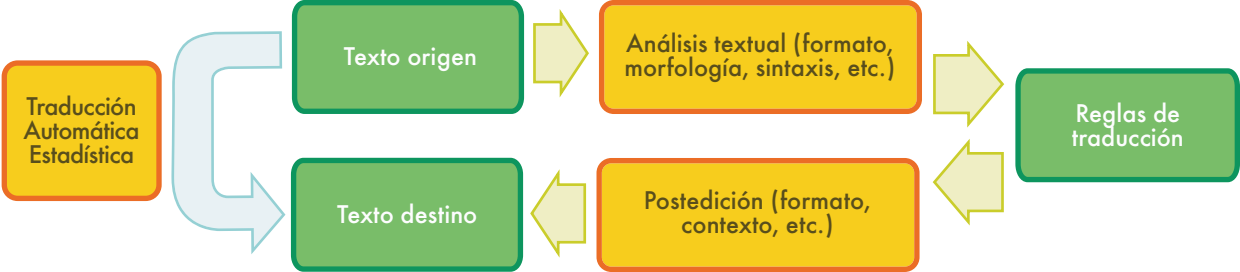 Traducción
Automática
Estadística
Texto origen
Análisis textual (formato,
morfología, sintaxis, etc.)
Reglas de
traducción
Postedición (formato,
contexto, etc.)
Texto destino